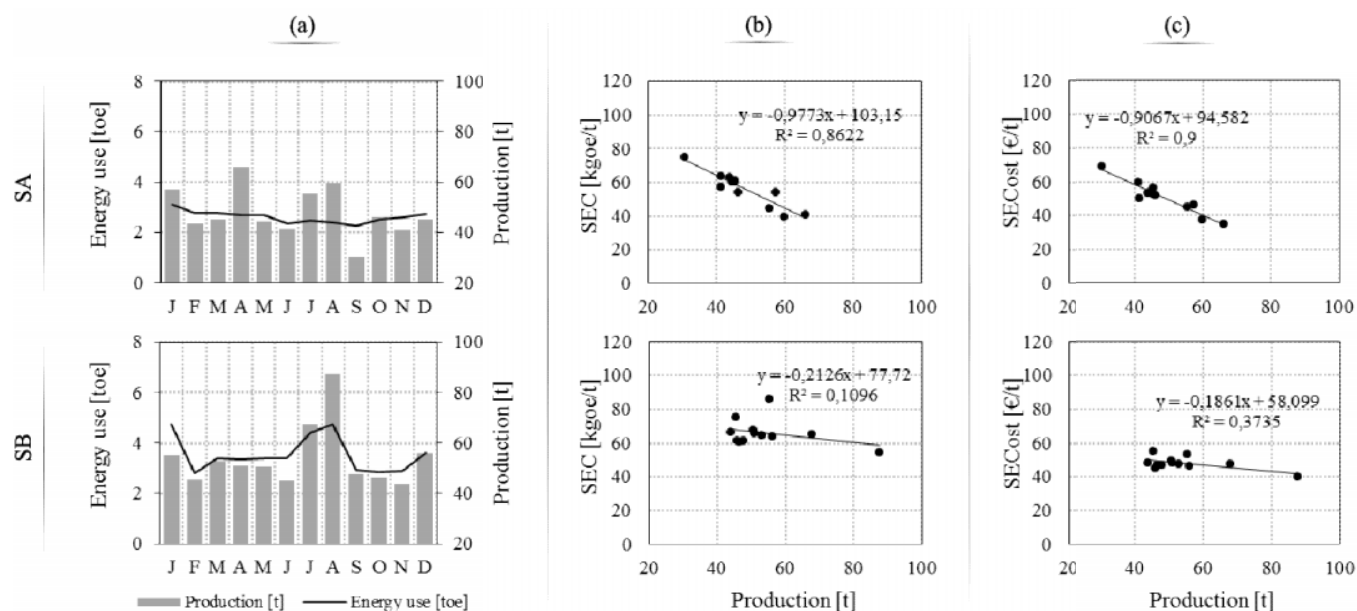 (a)
(b)
(c)
SA
Energy use [toe]
8
6
4
2
0
100
80
60
40
20
Production [t]
J F M A M J J A S O N D
SEC [kgoe/t]
120
100
80
60
40
20
0
y = -0,9773x + 103,15
R² = 0,8622
20 40 60 80 100
SECost [€/t]
120
100
80
60
40
20
0
y = -0,9067x + 94,582
R² = 0,9
20 40 60 80 100
SB
Energy use [toe]
8
6
4
2
0
100
80
60
40
20
Production [t]
J F M A M J J A S O N D
Production [t] Energy use [toe]
SEC [kgoe/t]
120
100
80
60
40
20
0
y = -0,2126x + 77,72
R² = 0,1096
20 40 60 80 100
Production [t]
SECost [€/t]
120
100
80
60
40
20
0
y = -0,1861x + 58,099
R² = 0,3735
20 40 60 80 100
Production [t]